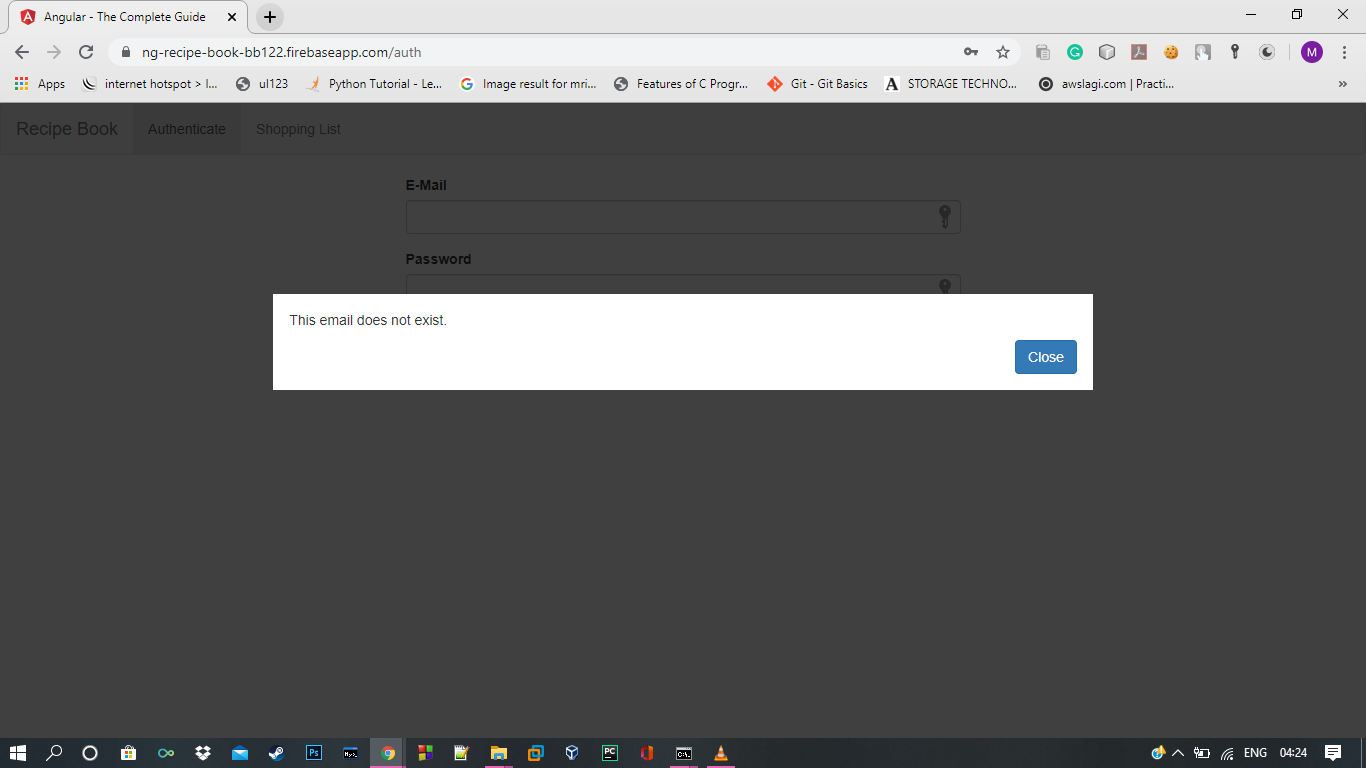 Angular - The Complete Guide
ng-recipe-book-bb122.firebaseapp.com/auth
M
Apps internet hotspot > I... ul123 Python Tutorial - Le... Image result for mri... Features of C Progr... Git - Git Basics STORAGE TECHNO... awslagi.com | Practi... »
Recipe Book Authenticate Shopping List
E-Mail
Password
This email does not exist.
Close
Ps PC ENG 04:24